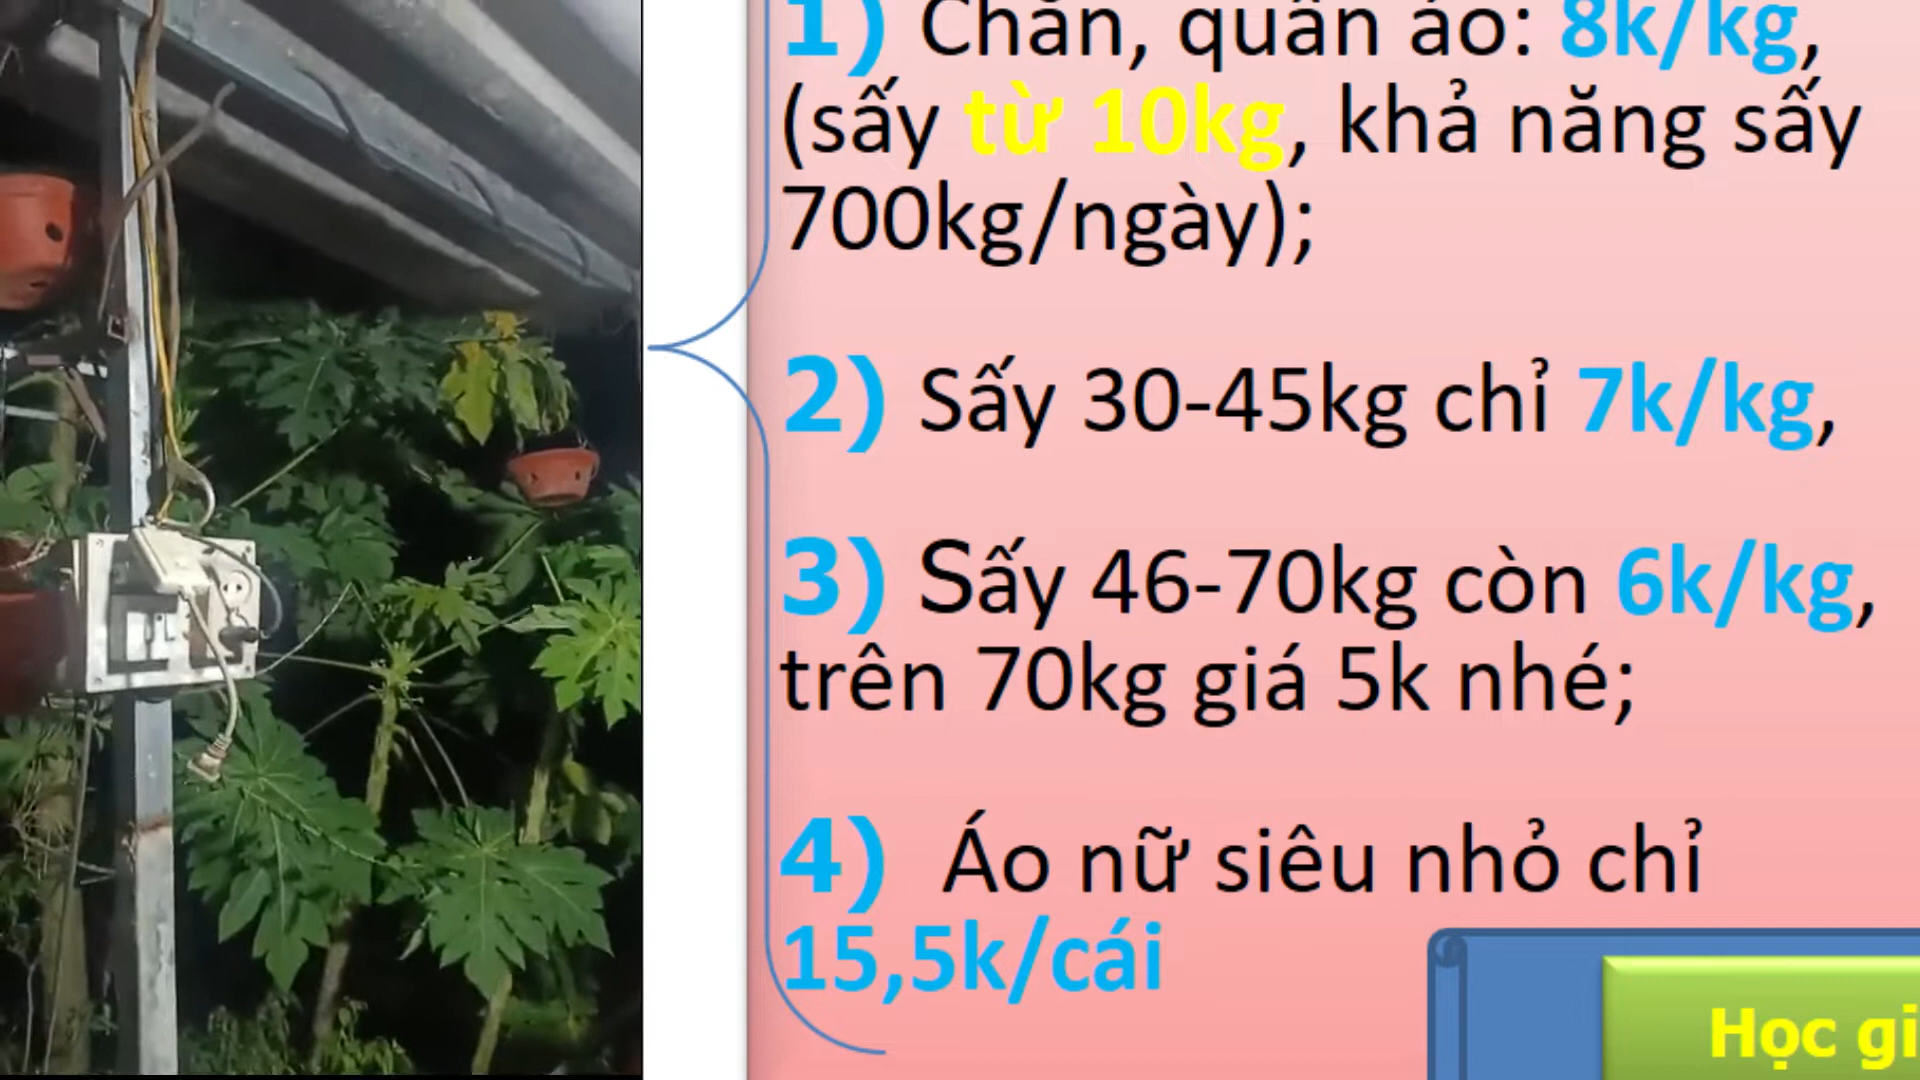 1) Chăn, quần áo: 8k/kg,
(sấy từ 10kg, khả năng sấy
700kg/ngày);
2) Sấy 30-45kg chỉ 7k/kg,
3) Sấy 46-70kg còn 6k/kg,
trên 70kg giá 5k nhé;
4) Áo nữ siêu nhỏ chỉ
15,5k/cái
Học gi